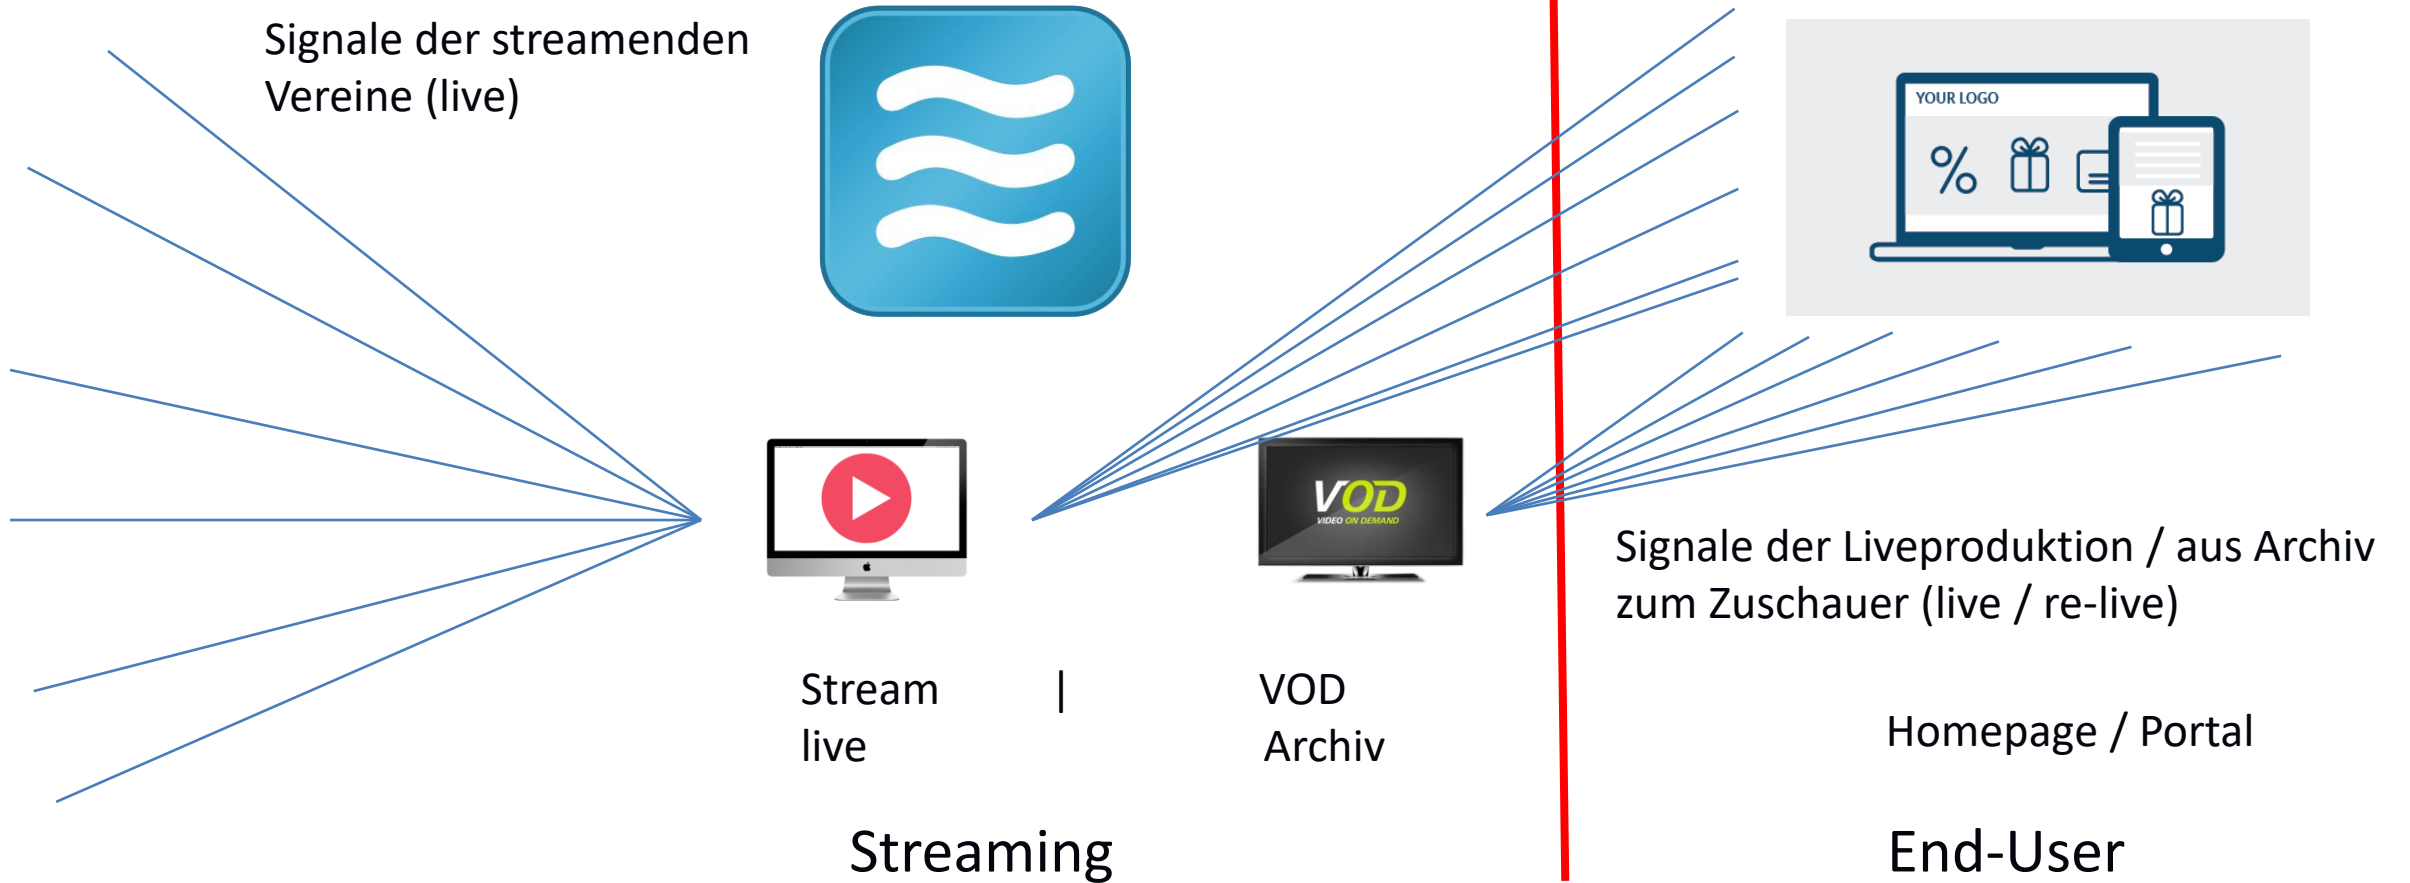 Signale der streamenden
Vereine (live)
YOUR LOGO
%
VOD
VIDEO ON DEMAND
Signale der Liveproduktion / aus Archiv
zum Zuschauer (live / re-live)
Stream | VOD
live Archiv
Homepage / Portal
Streaming
End-User